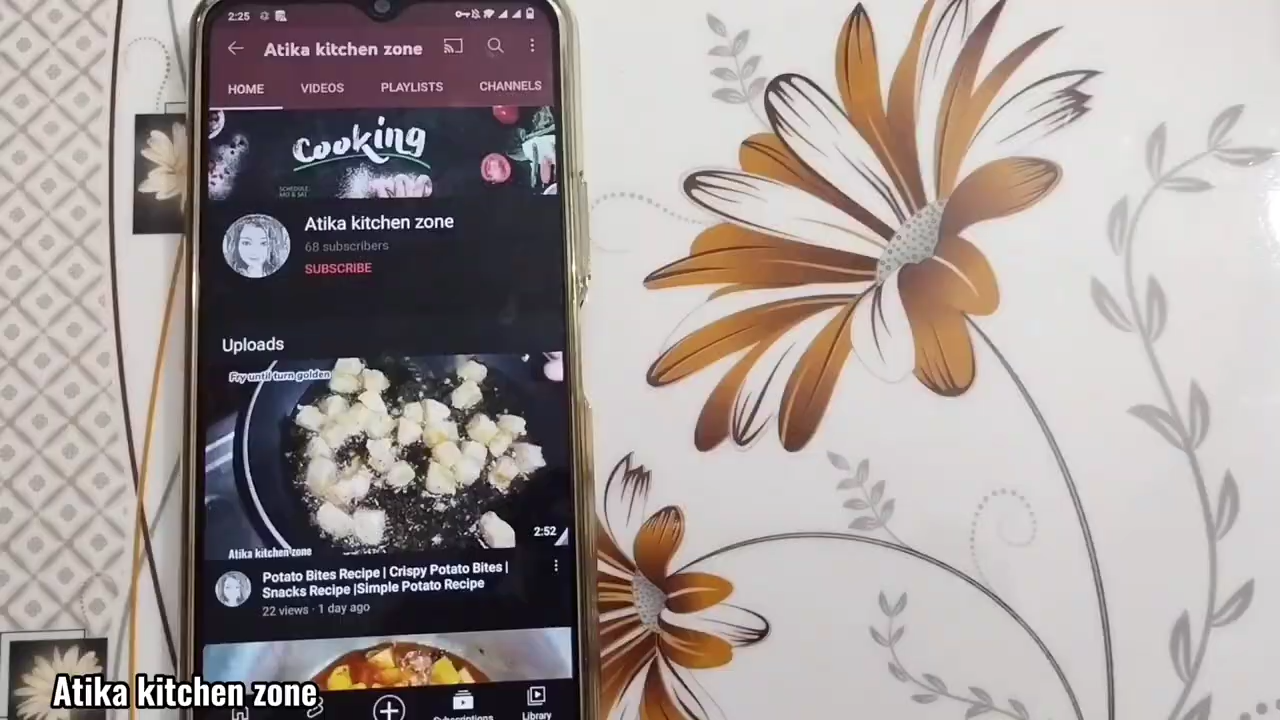 2:25
Atika kitchen zone
HOME VIDEOS PLAYLISTS CHANNELS
Cooking
SCHEDULE:
Atika kitchen zone
68 subscribers
SUBSCRIBE
Uploads
Fry until turn golden
2:52
Atika kitchen zone
Potato Bites Recipe | Crispy Potato Bites |
Snacks Recipe |Simple Potato Recipe
22 views · 1 day ago
Subscriptions
Library
Atika kitchen zone